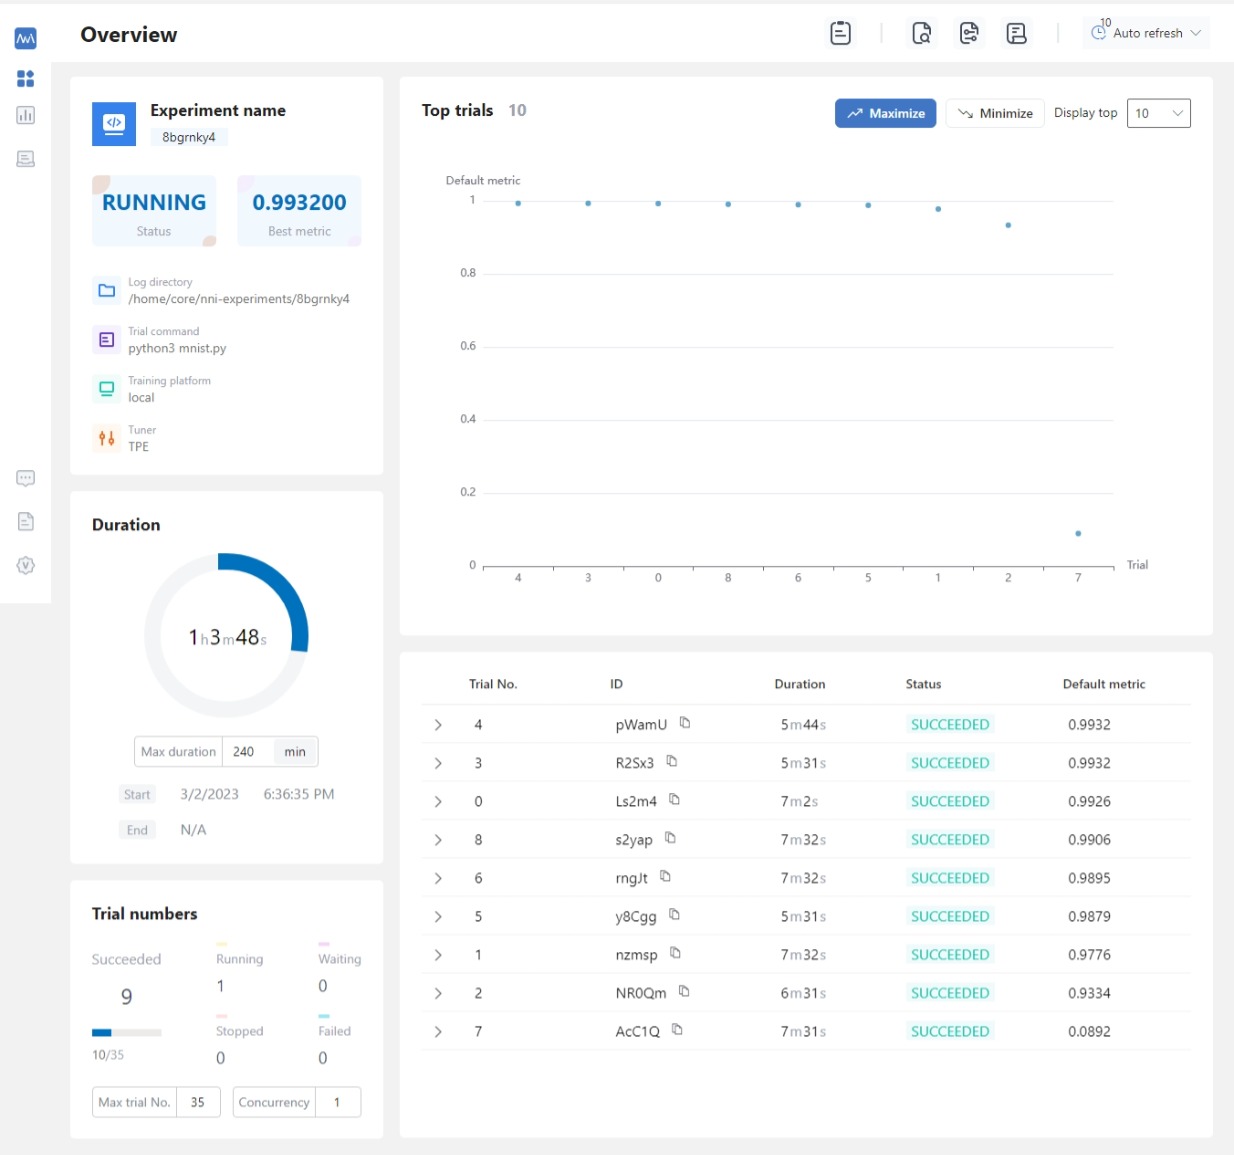 Overview
10
Auto refresh
Experiment name
8bgrnky4
RUNNING
Status
0.993200
Best metric
Log directory
/home/core/nni-experiments/8bgrnky4
Trial command
python3 mnist.py
Training platform
local
Tuner
TPE
Duration
1h3m48s
Max duration 240 min
Start 3/2/2023 6:36:35 PM
End N/A
Trial numbers
Succeeded
9
10/35
Running
1
Waiting
0
Stopped
0
Failed
0
Max trial No. 35
Concurrency 1
Top trials 10
Maximize
Minimize
Display top 10
Default metric
1
0.8
0.6
0.4
0.2
0
4 3 0 8 6 5 1 2 7
Trial
Trial No. ID Duration Status Default metric
4 pWamU 5m44s SUCCEEDED 0.9932
3 R2Sx3 5m31s SUCCEEDED 0.9932
0 Ls2m4 7m2s SUCCEEDED 0.9926
8 s2yap 7m32s SUCCEEDED 0.9906
6 rngJt 7m32s SUCCEEDED 0.9895
5 y8Cgg 5m31s SUCCEEDED 0.9879
1 nzmsp 7m32s SUCCEEDED 0.9776
2 NR0Qm 6m31s SUCCEEDED 0.9334
7 AcC1Q 7m31s SUCCEEDED 0.0892